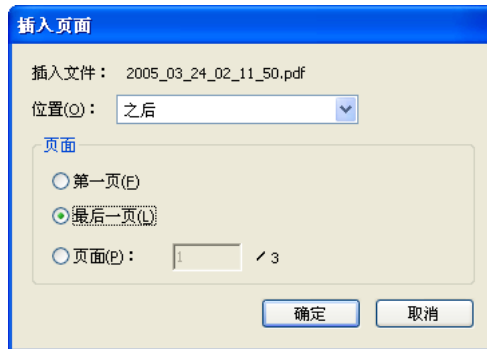 插入页面
插入文件： 2005_03_24_02_11_50.pdf
位置(O)： 之后
页面
第一页(F)
最后一页(L)
页面(P)： 1 / 3
确定 取消